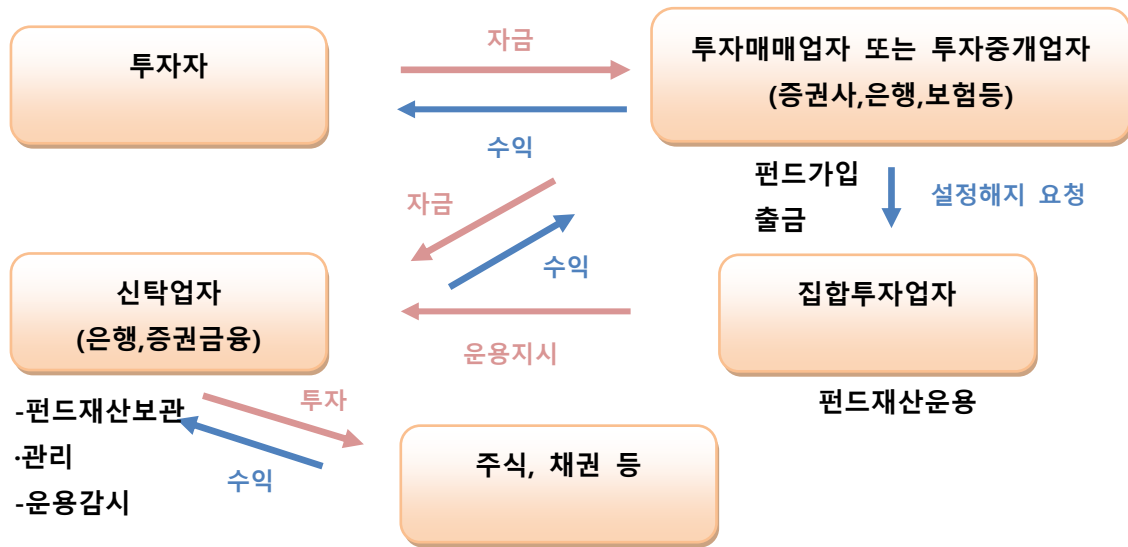 투자자
자금
수익
투자매매업자 또는 투자중개업자
(증권사,은행,보험등)
펀드가입
출금
설정해지 요청
자금
수익
신탁업자
(은행,증권금융)
집합투자업자
운용지시
펀드재산운용
-펀드재산보관
·관리
-운용감시
투자
수익
주식, 채권 등